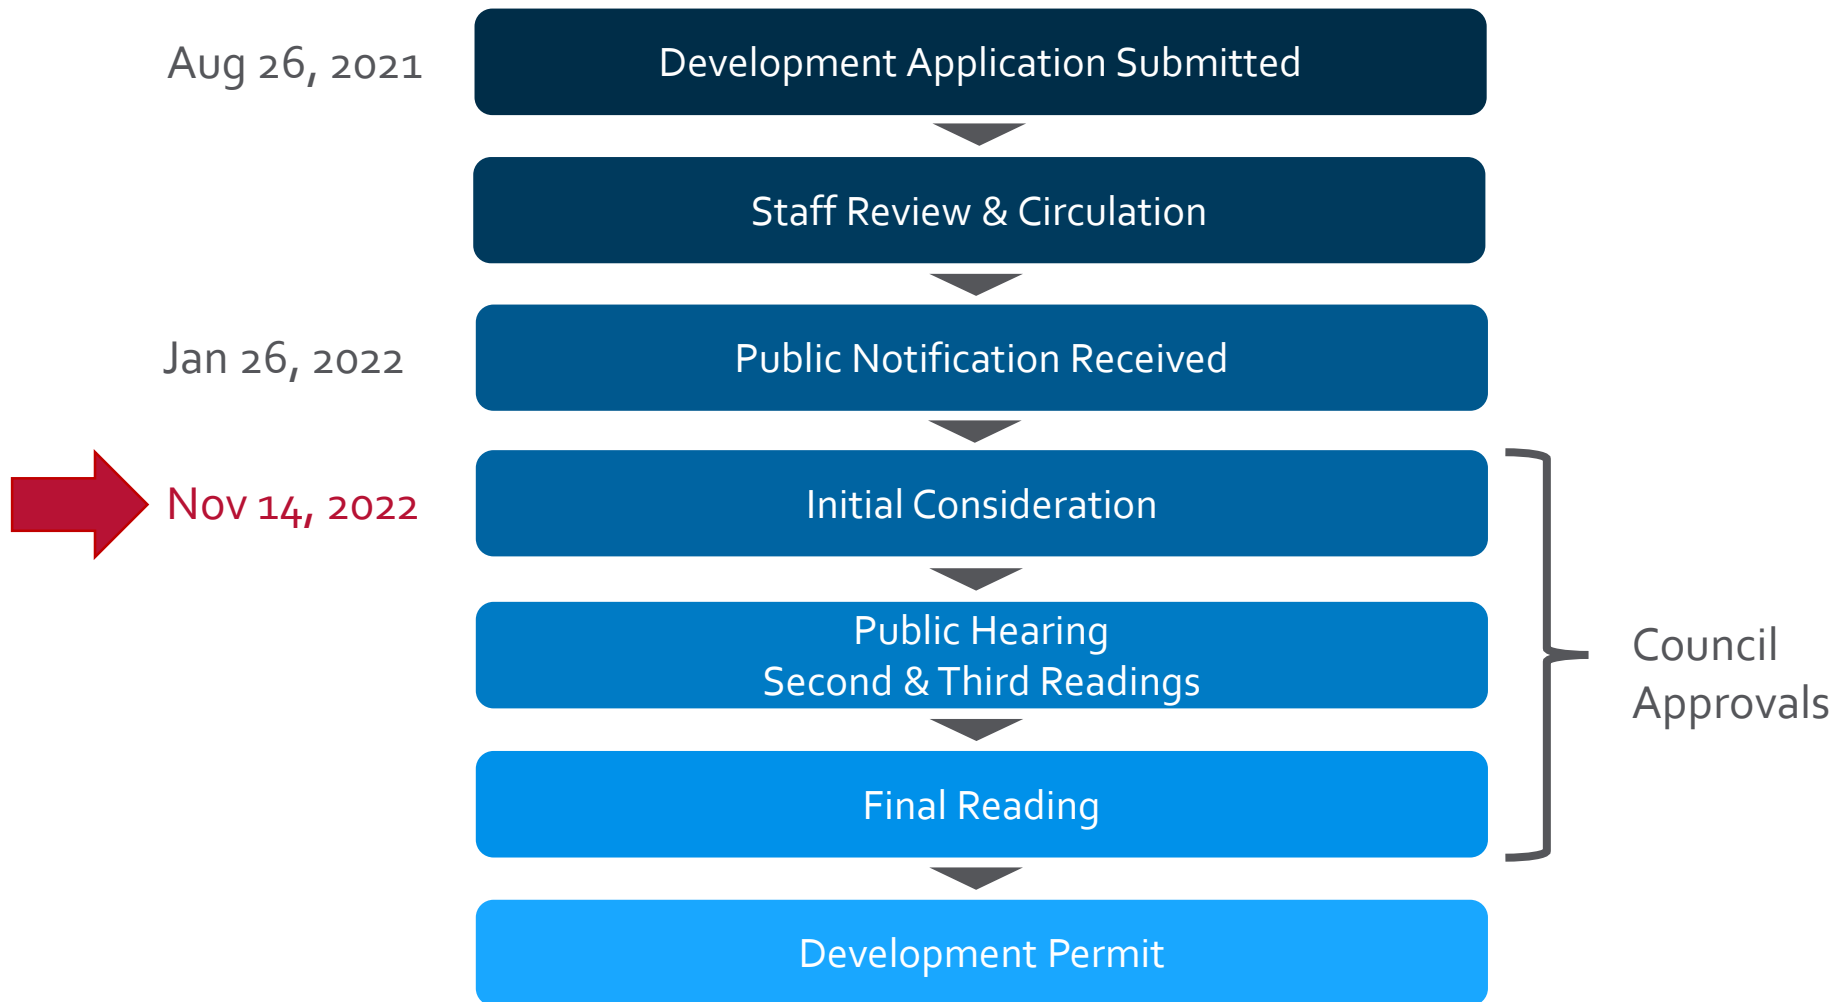 Aug 26, 2021
Development Application Submitted
Staff Review & Circulation
Jan 26, 2022
Public Notification Received
Nov 14, 2022
Initial Consideration
Public Hearing
Second & Third Readings
Council
Approvals
Final Reading
Development Permit